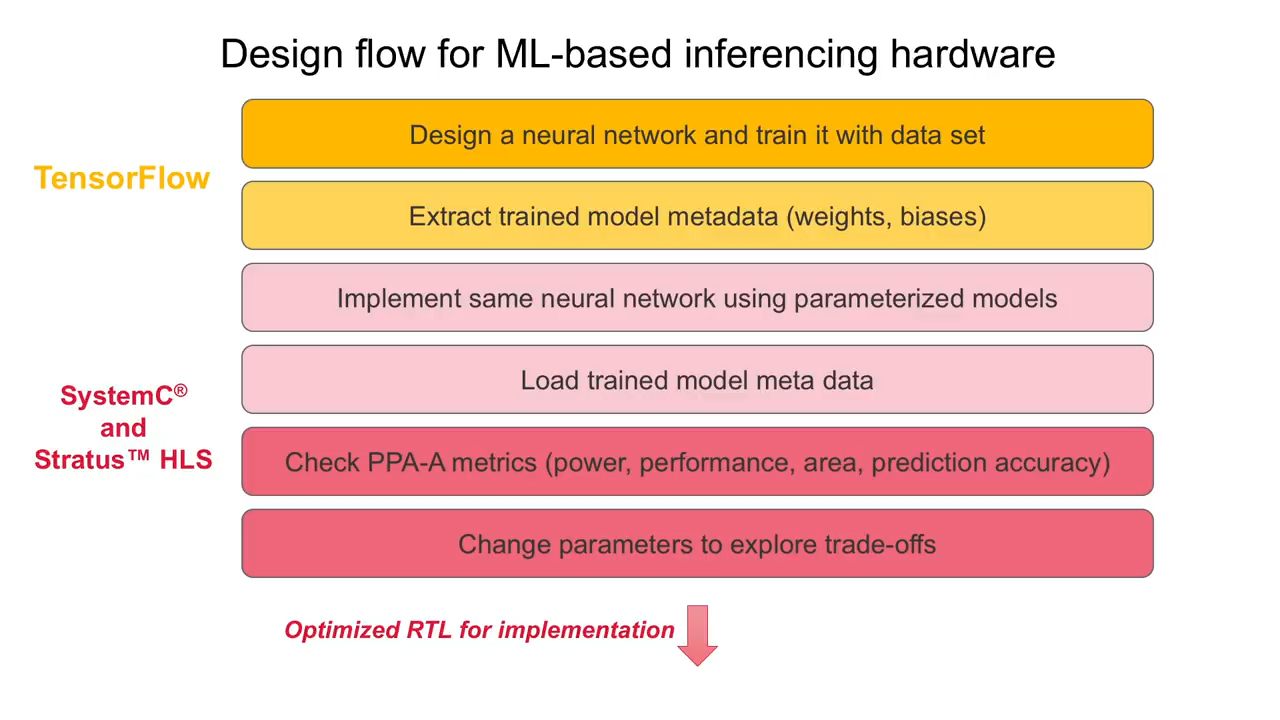 Design flow for ML-based inferencing hardware
TensorFlow
Design a neural network and train it with data set
Extract trained model metadata (weights, biases)
SystemC®
and
Stratus™ HLS
Implement same neural network using parameterized models
Load trained model meta data
Check PPA-A metrics (power, performance, area, prediction accuracy)
Change parameters to explore trade-offs
Optimized RTL for implementation